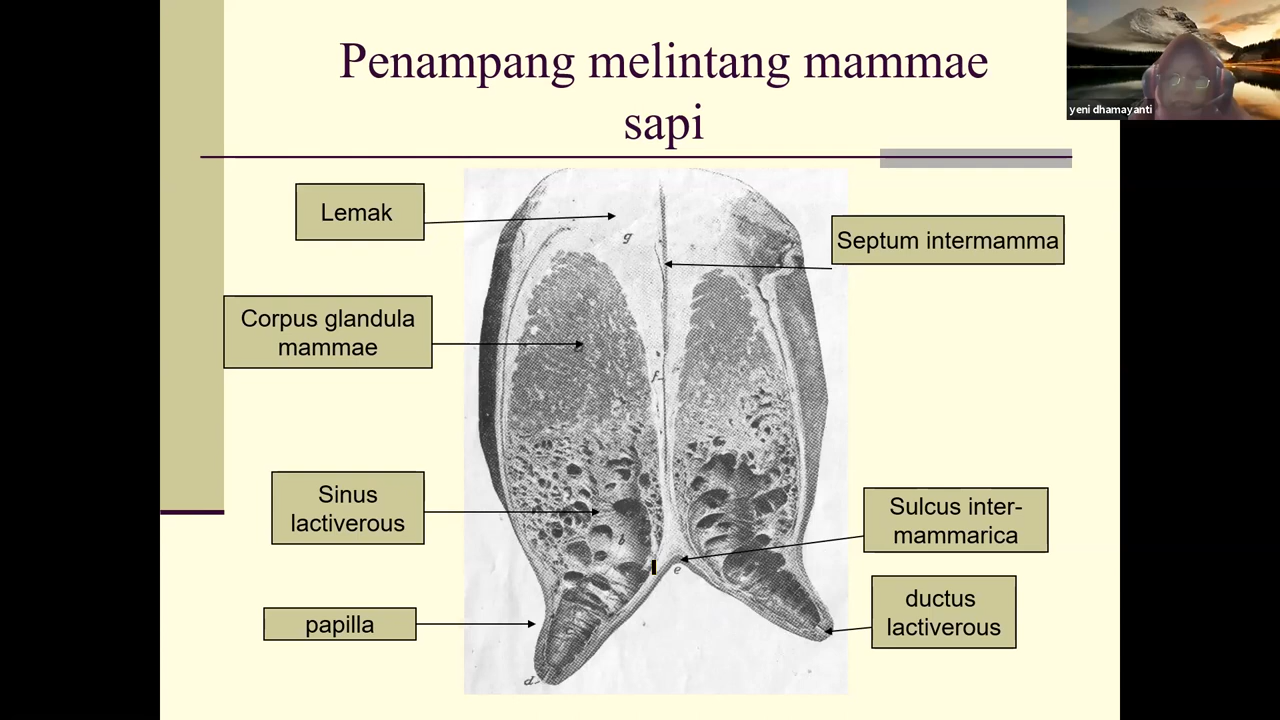 Penampang melintang mammae
sapi
yeni dhamayanti
Lemak
Septum intermamma
g
Corpus glandula
mammae
f
Sinus
lactiverous
b
Sulcus inter-
mammarica
e
papilla
ductus
lactiverous
d